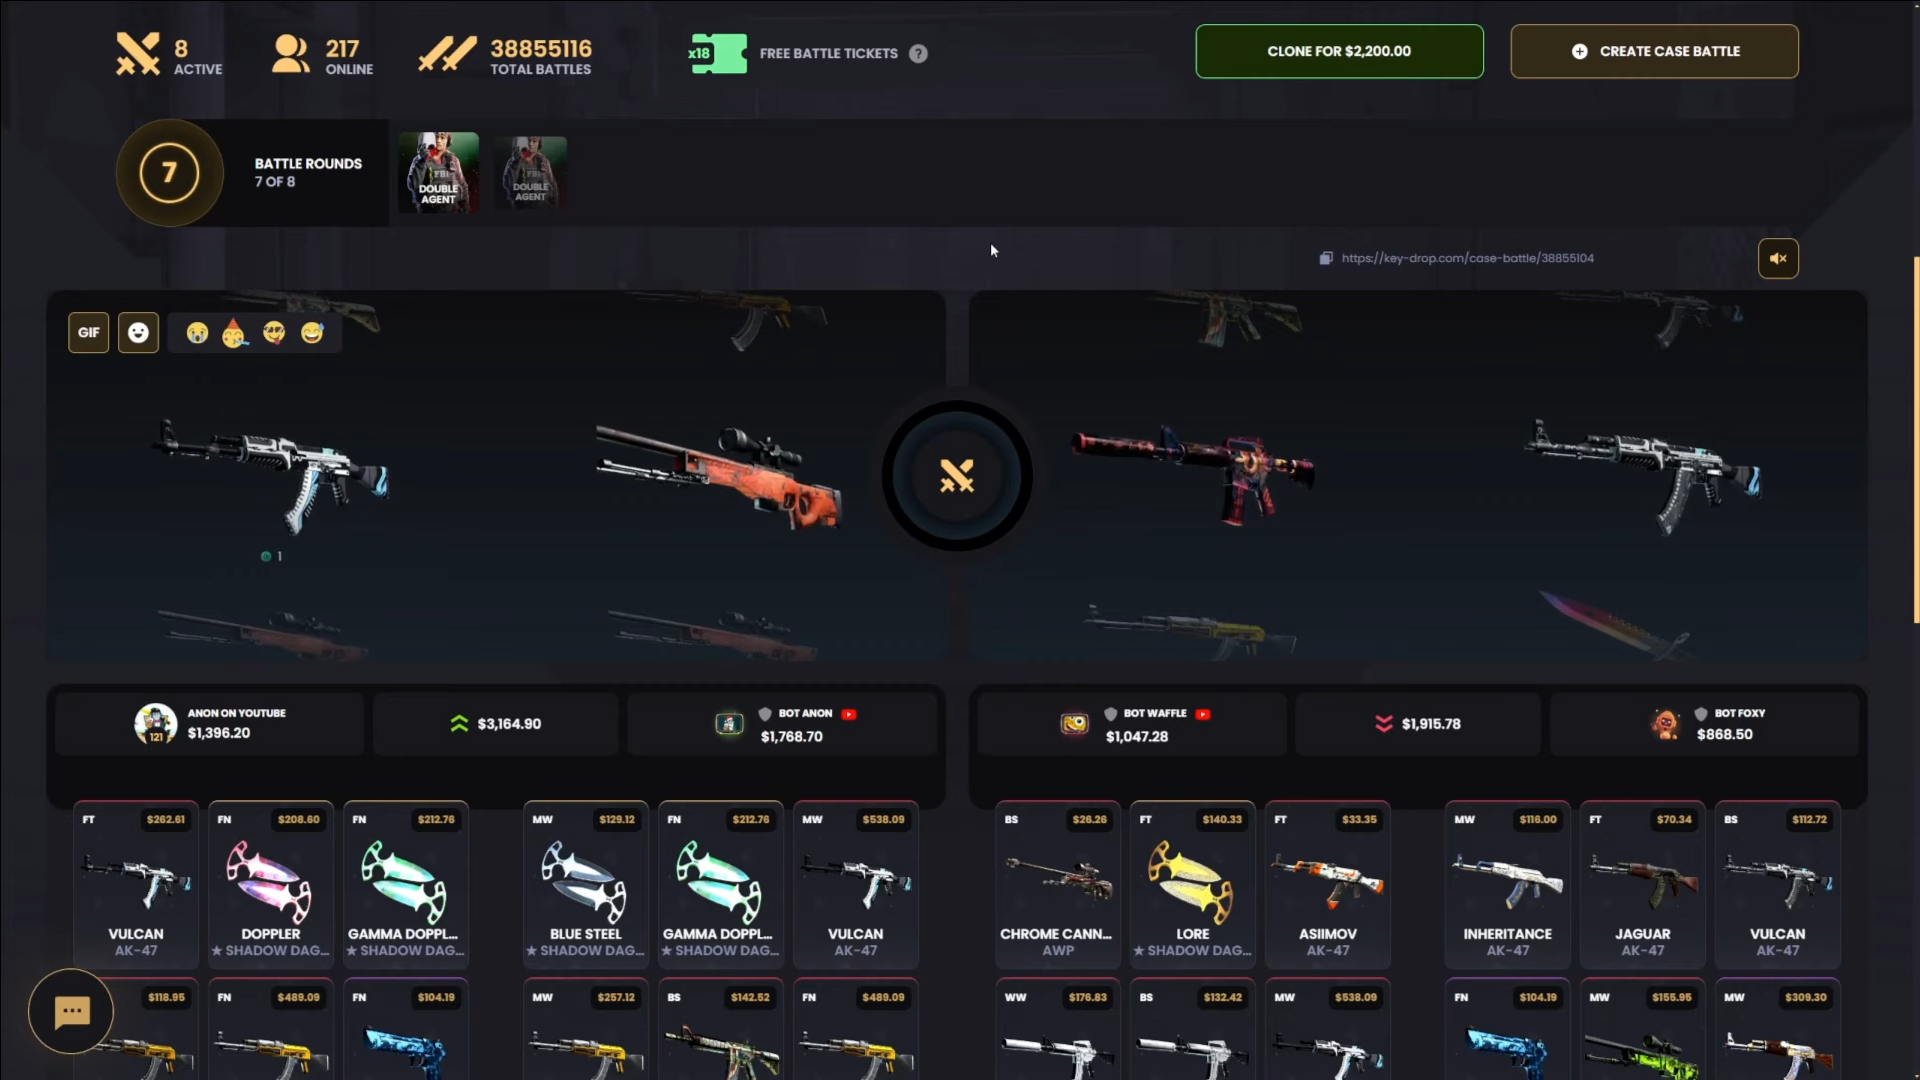 8
ACTIVE
217
ONLINE
38855116
TOTAL BATTLES
x18
FREE BATTLE TICKETS ?
CLONE FOR $2,200.00
CREATE CASE BATTLE
7
BATTLE ROUNDS
7 OF 8
FBI
DOUBLE
AGENT
FBI
DOUBLE
AGENT
https://key-drop.com/case-battle/38855104
GIF
1
121
ANON ON YOUTUBE
$1,396.20
$3,164.90
BOT ANON
$1,768.70
BOT WAFFLE
$1,047.28
$1,915.78
BOT FOXY
$868.50
FT $262.61
VULCAN
AK-47
FN $208.60
DOPPLER
★ SHADOW DAG...
FN $212.76
GAMMA DOPPL...
★ SHADOW DAG...
MW $129.12
BLUE STEEL
★ SHADOW DAG...
FN $212.76
GAMMA DOPPL...
★ SHADOW DAG...
MW $538.09
VULCAN
AK-47
BS $26.26
CHROME CANN...
AWP
FT $140.33
LORE
★ SHADOW DAG...
FT $33.35
ASIIMOV
AK-47
MW $116.00
INHERITANCE
AK-47
FT $70.34
JAGUAR
AK-47
BS $112.72
VULCAN
AK-47
$118.95
FN $489.09
FN $104.19
MW $257.12
BS $142.52
FN $489.09
WW $176.83
BS $132.42
MW $538.09
FN $104.19
MW $155.95
MW $309.30